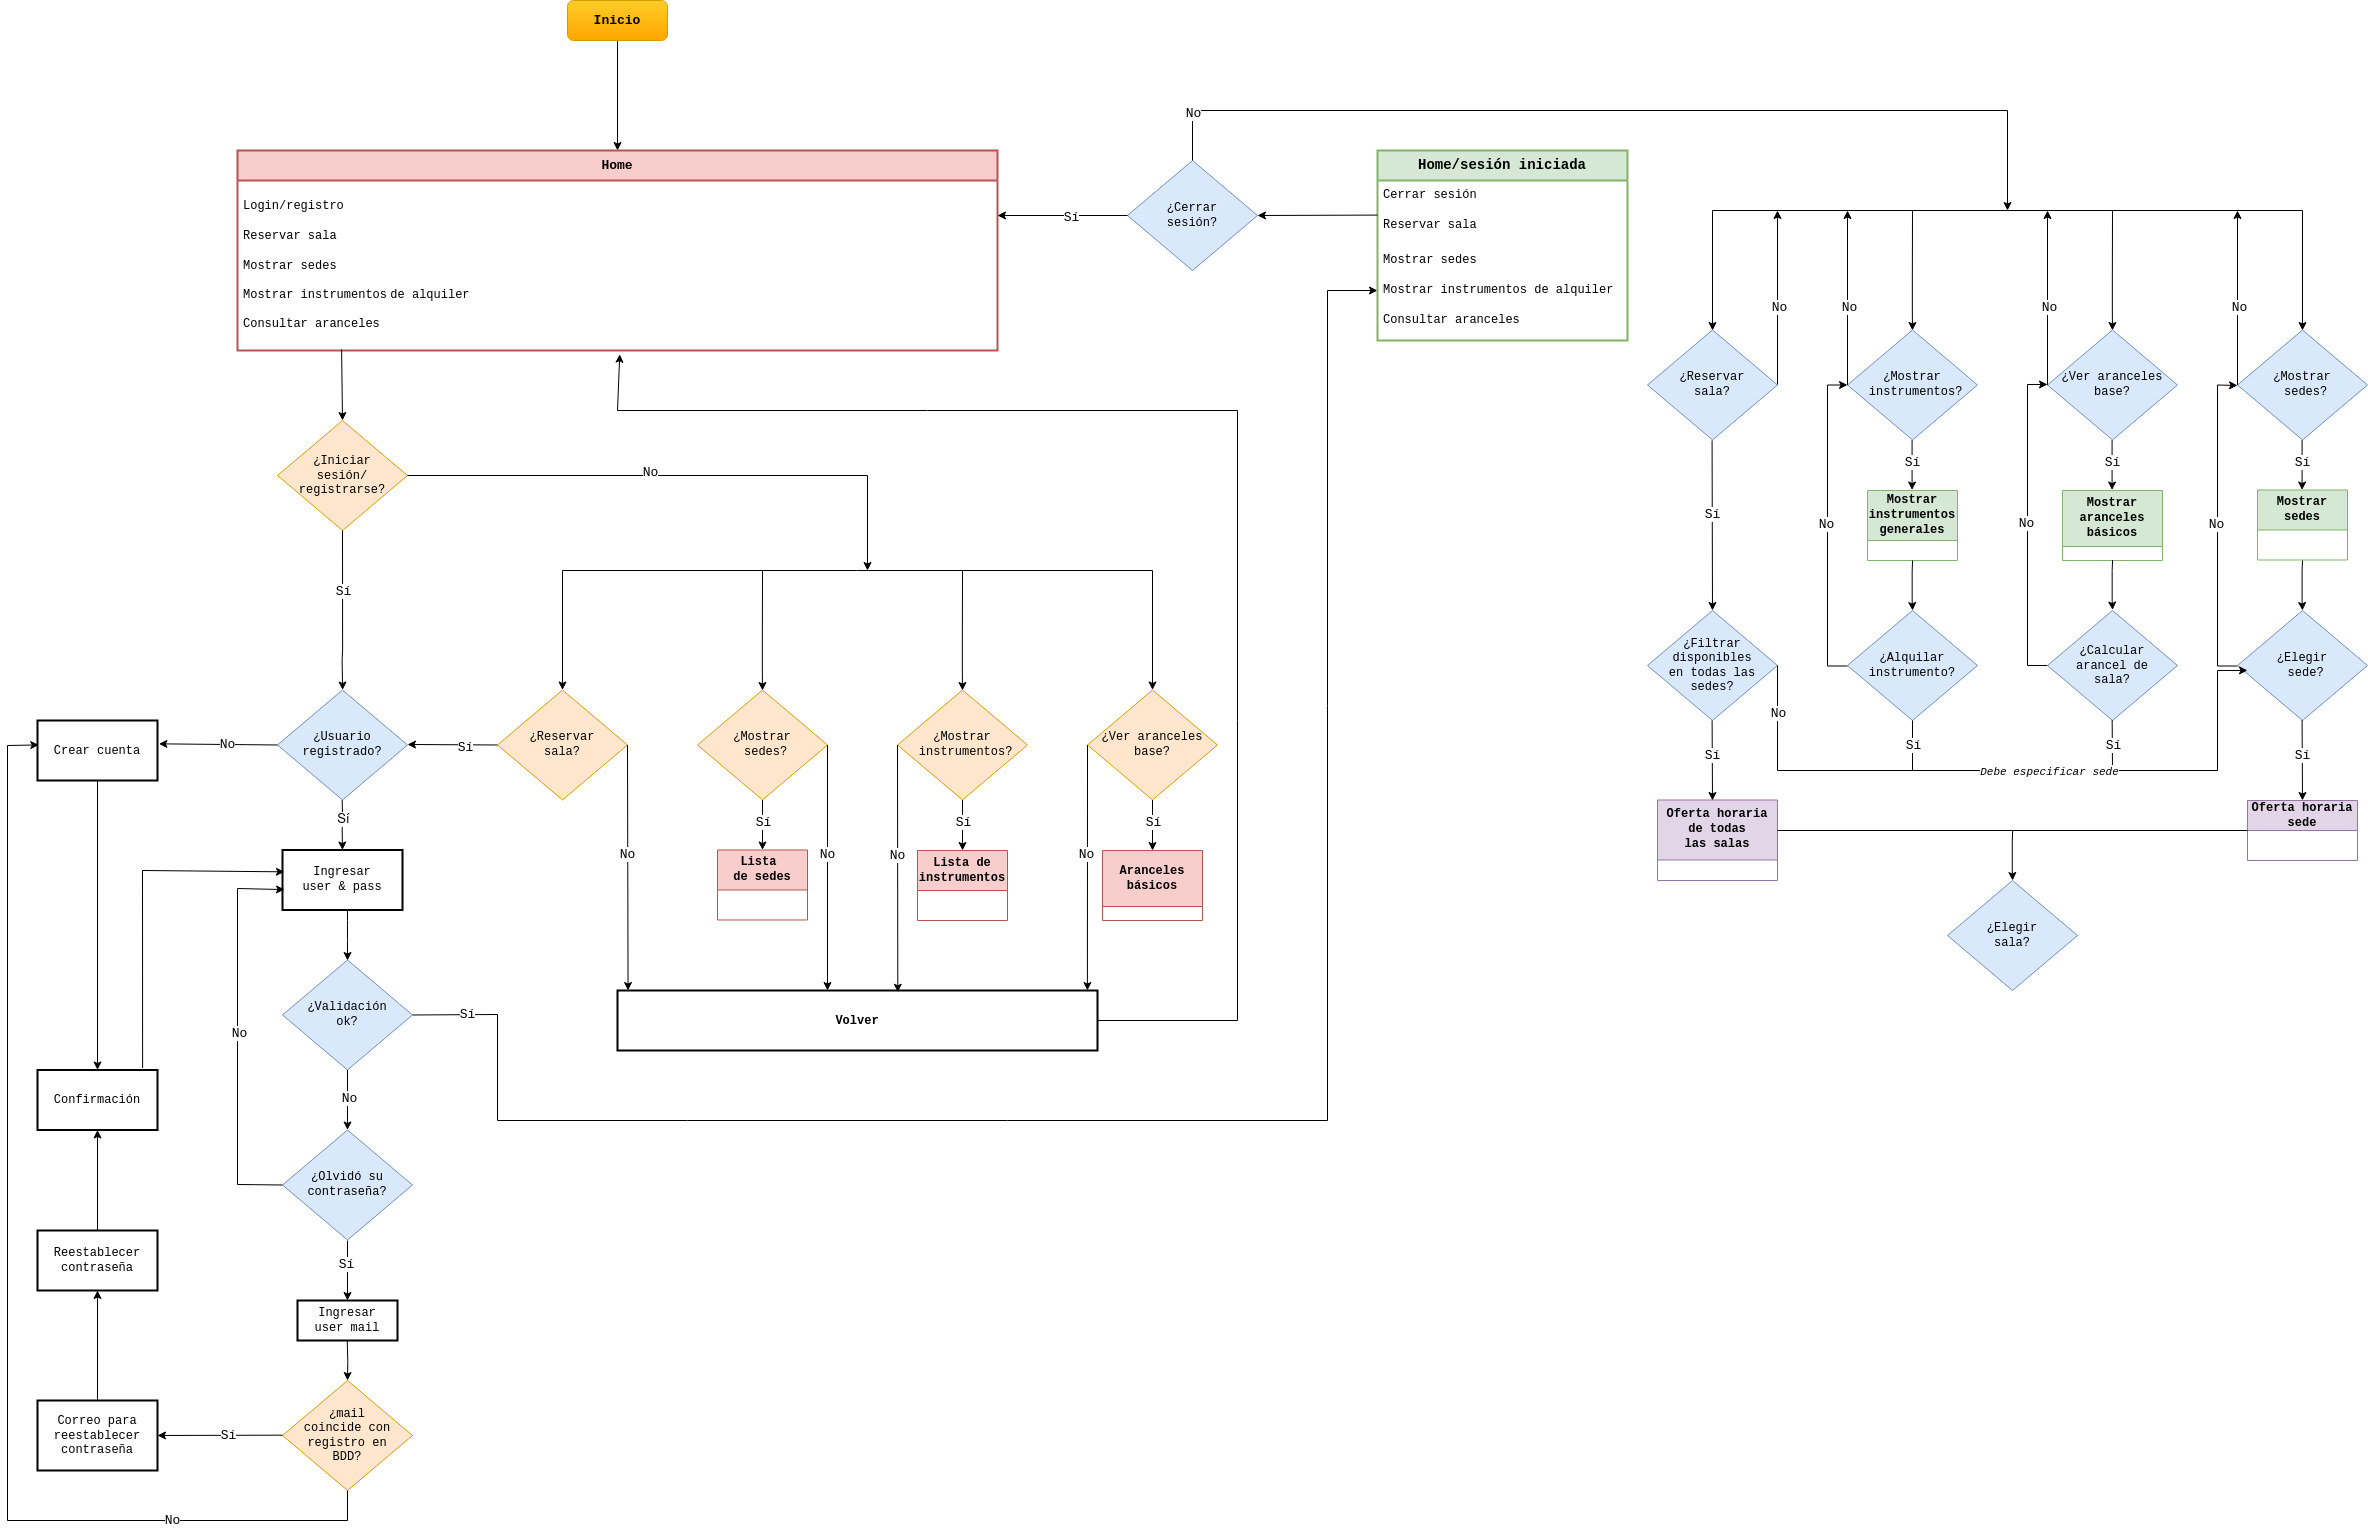 Inicio
No
Home
Login/registro
Reservar sala
Mostrar sedes
Mostrar instrumentos de alquiler
Consultar aranceles
Sí
¿Cerrar
sesión?
Home/sesión iniciada
Cerrar sesión
Reservar sala
Mostrar sedes
Mostrar instrumentos de alquiler
Consultar aranceles
No
No
No
No
¿Reservar
sala?
¿Mostrar
instrumentos?
¿Ver aranceles
base?
¿Mostrar
sedes?
¿Iniciar
sesión/
registrarse?
No
Sí
Sí
Sí
Sí
Sí
Mostrar
instrumentos
generales
Mostrar
aranceles
básicos
Mostrar
sedes
No
No
No
Sí
¿Filtrar
disponibles
en todas las
sedes?
¿Alquilar
instrumento?
¿Calcular
arancel de
sala?
¿Elegir
sede?
No
Sí
Sí
Sí
Sí
Debe especificar sede
Crear cuenta
No
¿Usuario
registrado?
Sí
¿Reservar
sala?
¿Mostrar
sedes?
¿Mostrar
instrumentos?
¿Ver aranceles
base?
Sí
Sí
Sí
Sí
Oferta horaria
de todas
las salas
Oferta horaria
sede
Ingresar
user & pass
No
Lista
de sedes
No
No
Lista de
instrumentos
No
Aranceles
básicos
¿Elegir
sala?
¿Validación
ok?
Sí
Volver
No
No
Confirmación
¿Olvidó su
contraseña?
Reestablecer
contraseña
Sí
Ingresar
user mail
Correo para
reestablecer
contraseña
Sí
¿mail
coincide con
registro en
BDD?
No